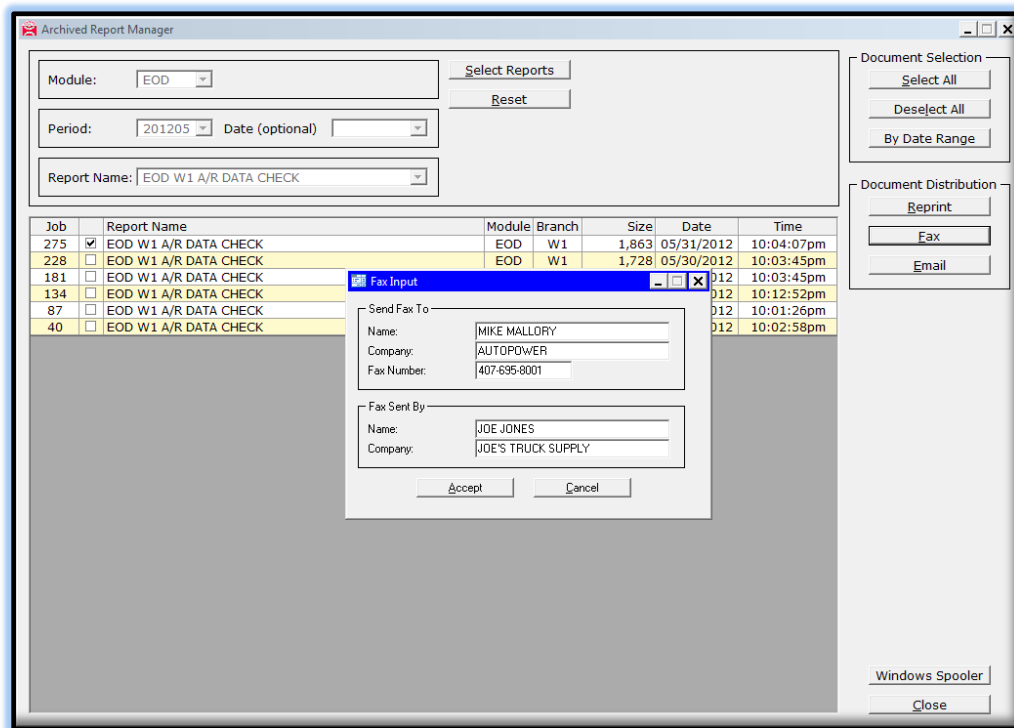 Archived Report Manager
Module: EOD
Select Reports
Reset
Period: 201205 Date (optional)
Report Name: EOD W1 A/R DATA CHECK
Document Selection
Select All
Deselect All
By Date Range
Document Distribution
Reprint
Fax
Email
Job Report Name Module Branch Size Date Time
275 EOD W1 A/R DATA CHECK EOD W1 1,863 05/31/2012 10:04:07pm
228 EOD W1 A/R DATA CHECK EOD W1 1,728 05/30/2012 10:03:45pm
181 EOD W1 A/R DATA CHECK 012 10:03:45pm
134 EOD W1 A/R DATA CHECK 012 10:12:52pm
87 EOD W1 A/R DATA CHECK 012 10:01:26pm
40 EOD W1 A/R DATA CHECK 012 10:02:58pm
Fax Input
Send Fax To
Name: MIKE MALLORY
Company: AUTOPOWER
Fax Number: 407-695-8001
Fax Sent By
Name: JOE JONES
Company: JOE'S TRUCK SUPPLY
Accept Cancel
Windows Spooler
Close